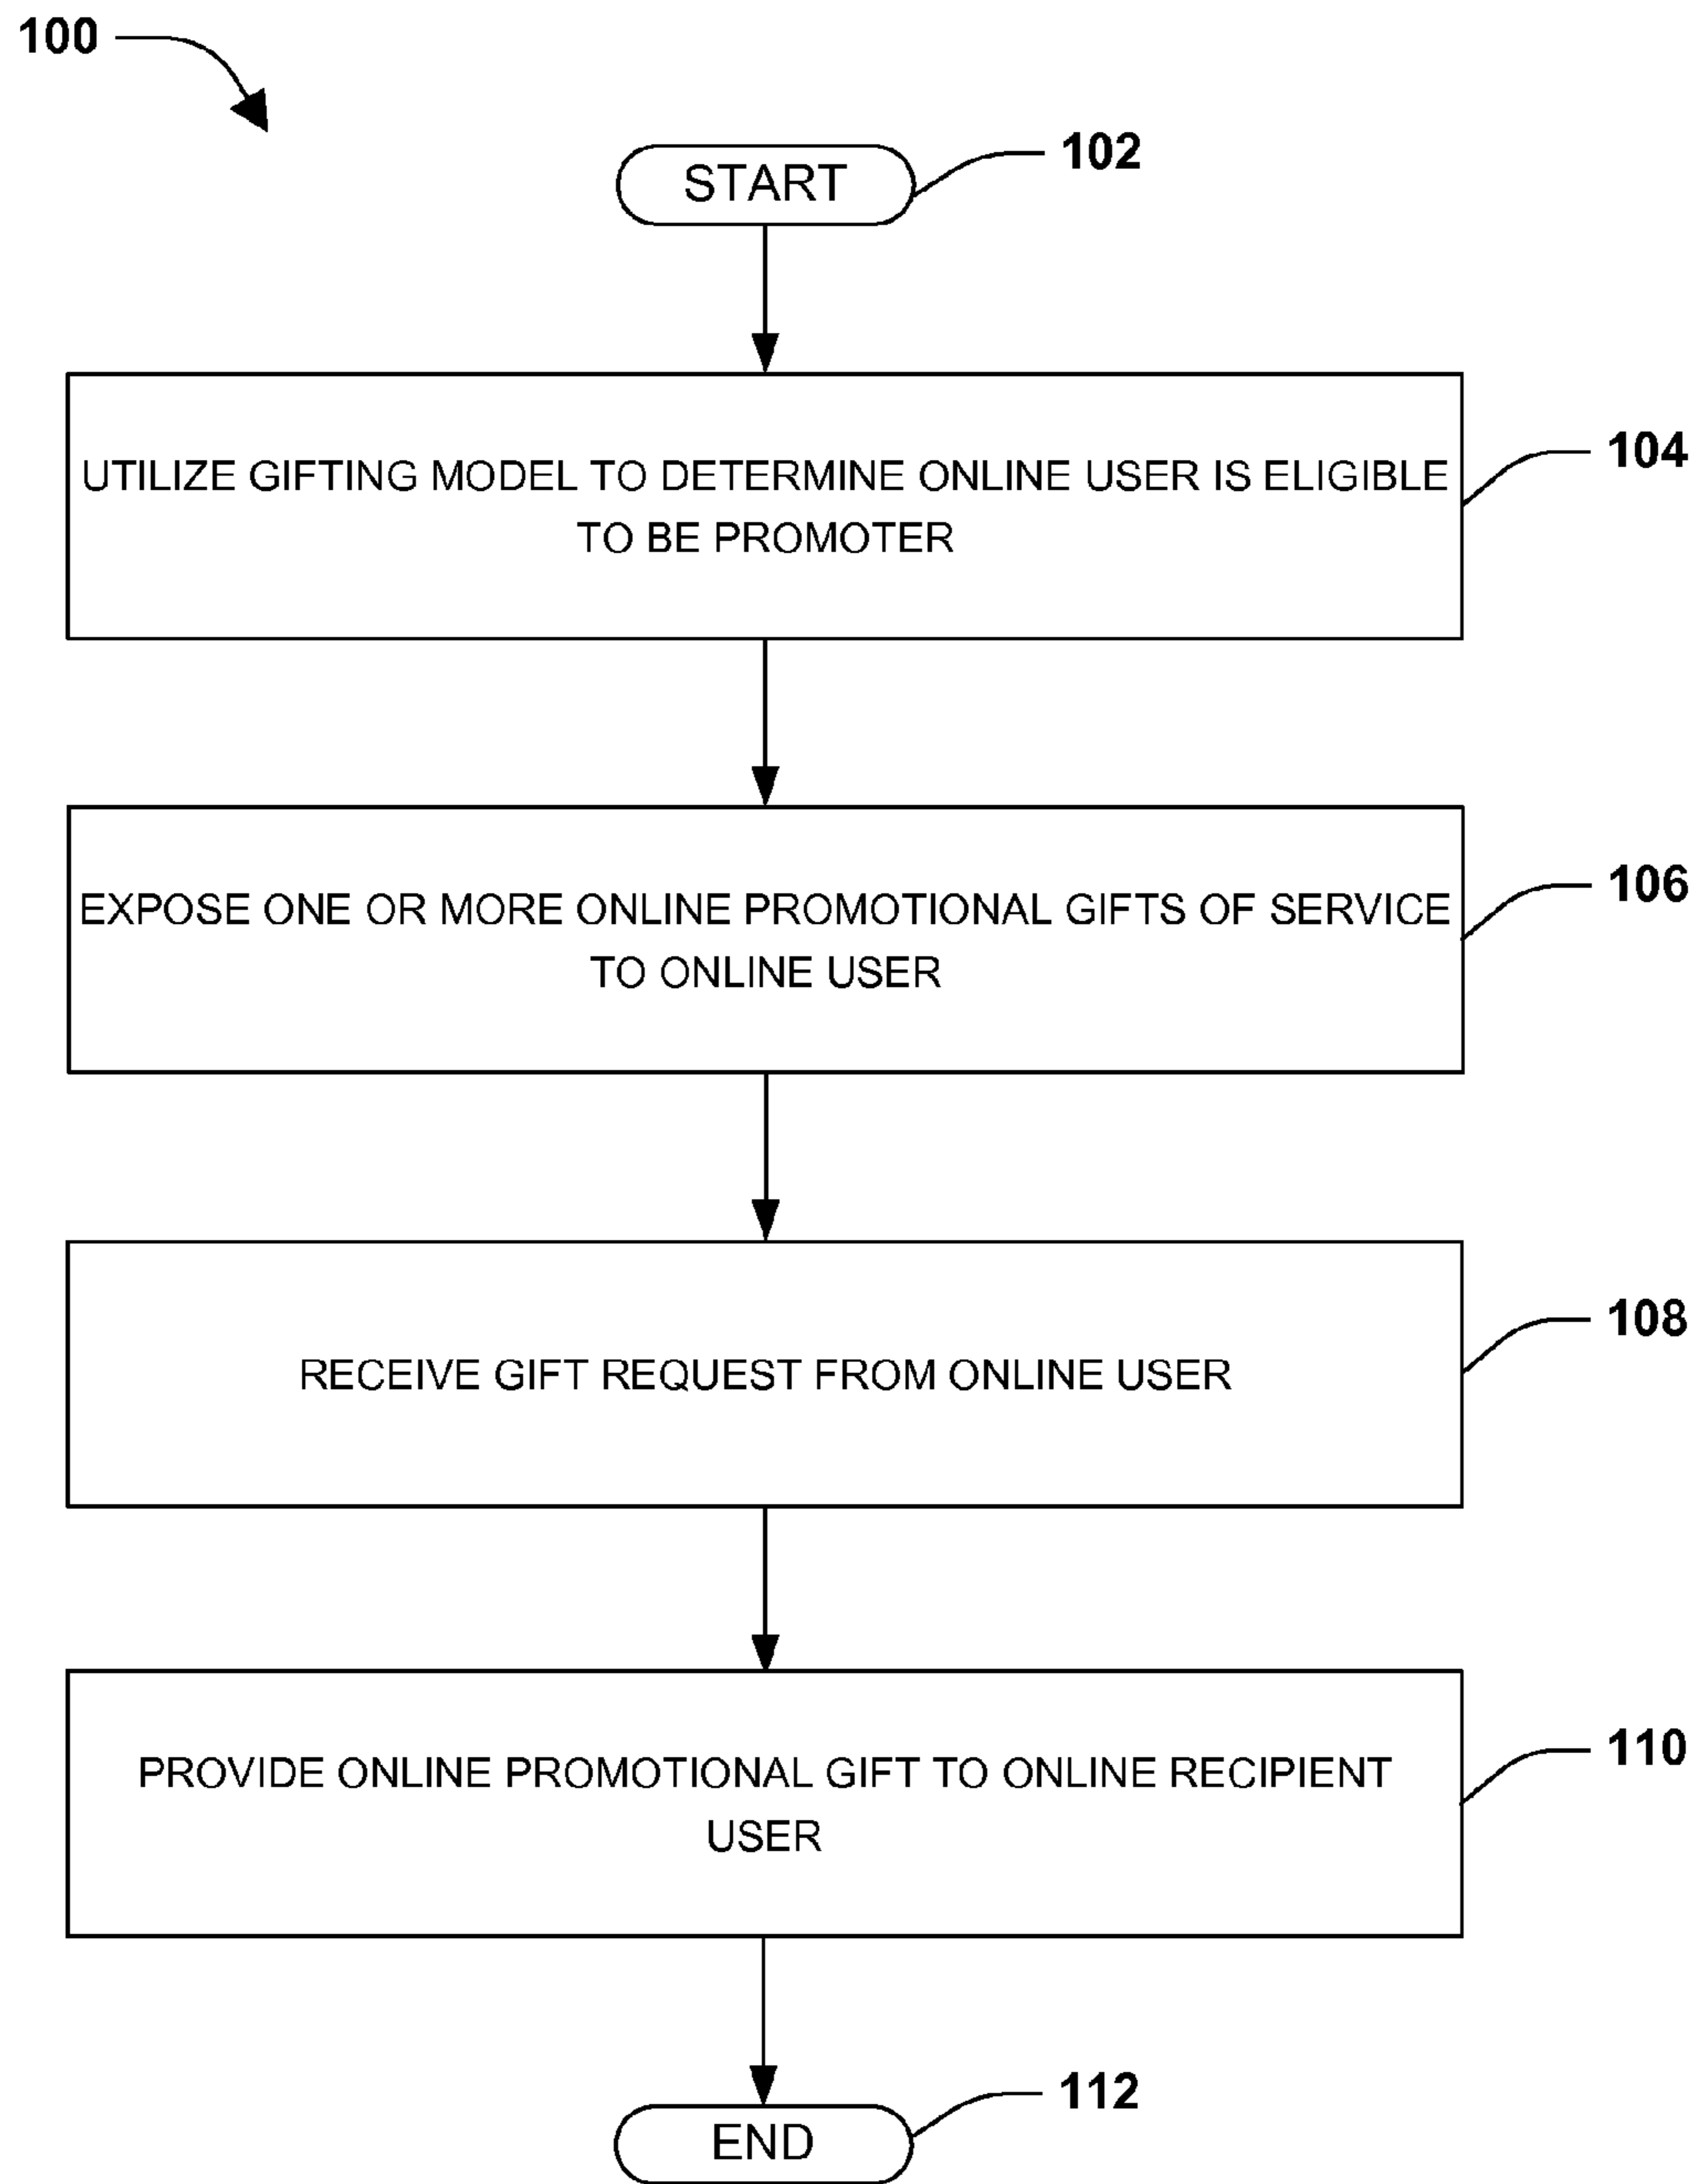 100
START
102
UTILIZE GIFTING MODEL TO DETERMINE ONLINE USER IS ELIGIBLE
TO BE PROMOTER
104
EXPOSE ONE OR MORE ONLINE PROMOTIONAL GIFTS OF SERVICE
TO ONLINE USER
106
RECEIVE GIFT REQUEST FROM ONLINE USER
108
PROVIDE ONLINE PROMOTIONAL GIFT TO ONLINE RECIPIENT
USER
110
END
112